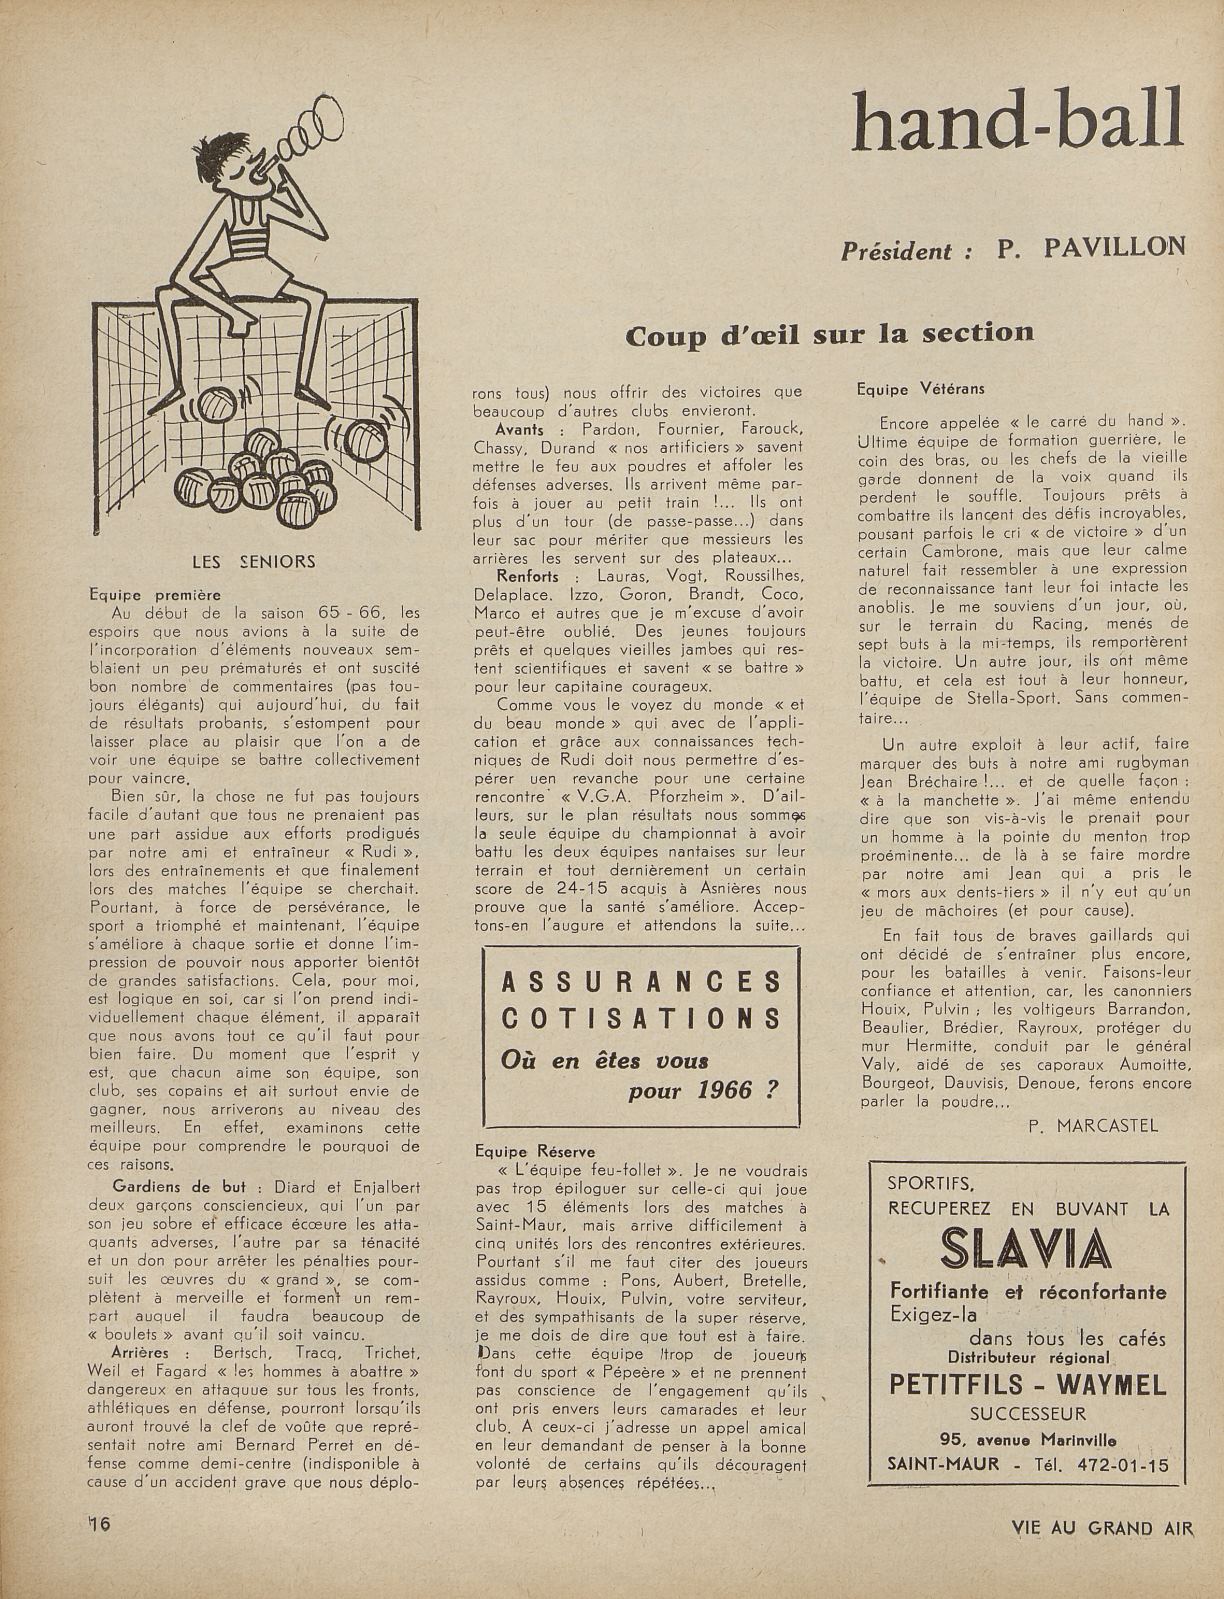 hand-ball
Président : P. PAVILLON
Coup d'œil sur la section
LES SENIORS
Equipe première
Au début de la saison 65 - 66, les
espoirs que nous avions à la suite de
l'incorporation d'éléments nouveaux sem-
blaient un peu prématurés et ont suscité
bon nombre de commentaires (pas tou-
jours élégants) qui aujourd'hui, du fait
de résultats probants, s'estompent pour
laisser place au plaisir que l'on a de
voir une équipe se battre collectivement
pour vaincre.
Bien sûr, la chose ne fut pas toujours
facile d'autant que tous ne prenaient pas
une part assidue aux efforts prodigués
par notre ami et entraîneur « Rudi »,
lors des entraînements et que finalement
lors des matches l'équipe se cherchait.
Pourtant, à force de persévérance, le
sport a triomphé et maintenant, l'équipe
s'améliore à chaque sortie et donne l'im-
pression de pouvoir nous apporter bientôt
de grandes satisfactions. Cela, pour moi,
est logique en soi, car si l'on prend indi-
viduellement chaque élément, il apparaît
que nous avons tout ce qu'il faut pour
bien faire. Du moment que l'esprit y
est, que chacun aime son équipe, son
club, ses copains et ait surtout envie de
gagner, nous arriverons au niveau des
meilleurs. En effet, examinons cette
équipe pour comprendre le pourquoi de
ces raisons.
Gardiens de but : Diard et Enjalbert
deux garçons consciencieux, qui l'un par
son jeu sobre et efficace écœure les atta-
quants adverses, l'autre par sa ténacité
et un don pour arrêter les pénalties pour-
suit les œuvres du « grand », se com-
plètent à merveille et forment un rem-
part auquel il faudra beaucoup de
« boulets » avant qu'il soit vaincu.
Arrières : Bertsch, Tracq, Trichet,
Weil et Fagard « les hommes à abattre »
dangereux en attaquue sur tous les fronts,
athlétiques en défense, pourront lorsqu'ils
auront trouvé la clef de voûte que repré-
sentait notre ami Bernard Perret en dé-
fense comme demi-centre (indisponible à
cause d'un accident grave que nous déplo-
rons tous) nous offrir des victoires que
beaucoup d'autres clubs envieront.
Avants : Pardon, Fournier, Farouck,
Chassy, Durand « nos artificiers » savent
mettre le feu aux poudres et affoler les
défenses adverses. Ils arrivent même par-
fois à jouer au petit train !... Ils ont
plus d'un tour (de passe-passe...) dans
leur sac pour mériter que messieurs les
arrières les servent sur des plateaux...
Renforts : Lauras, Vogt, Roussilhes,
Delaplace, Izzo, Goron, Brandt, Coco,
Marco et autres que je m'excuse d'avoir
peut-être oublié. Des jeunes toujours
prêts et quelques vieilles jambes qui res-
tent scientifiques et savent « se battre »
pour leur capitaine courageux.
Comme vous le voyez du monde « et
du beau monde » qui avec de l'appli-
cation et grâce aux connaissances tech-
niques de Rudi doit nous permettre d'es-
pérer uen revanche pour une certaine
rencontre « V.G.A. Pforzheim ». D'ail-
leurs, sur le plan résultats nous sommes
la seule équipe du championnat à avoir
battu les deux équipes nantaises sur leur
terrain et tout dernièrement un certain
score de 24-15 acquis à Asnières nous
prouve que la santé s'améliore. Accep-
tons-en l'augure et attendons la suite...
ASSURANCES
COTISATIONS
Où en êtes vous
pour 1966 ?
Equipe Réserve
« L'équipe feu-follet ». Je ne voudrais
pas trop épiloguer sur celle-ci qui joue
avec 15 éléments lors des matches à
Saint-Maur, mais arrive difficilement à
cinq unités lors des rencontres extérieures.
Pourtant s'il me faut citer des joueurs
assidus comme : Pons, Aubert, Bretelle,
Rayroux, Houix, Pulvin, votre serviteur,
et des sympathisants de la super réserve,
je me dois de dire que tout est à faire.
Dans cette équipe trop de joueurs
font du sport « Pépeère » et ne prennent
pas conscience de l'engagement qu'ils
ont pris envers leurs camarades et leur
club. A ceux-ci j'adresse un appel amical
en leur demandant de penser à la bonne
volonté de certains qu'ils découragent
par leurs absences répétées...
Equipe Vétérans
Encore appelée « le carré du hand ».
Ultime équipe de formation guerrière, le
coin des bras, ou les chefs de la vieille
garde donnent de la voix quand ils
perdent le souffle. Toujours prêts à
combattre ils lancent des défis incroyables,
pousant parfois le cri « de victoire » d'un
certain Cambrone, mais que leur calme
naturel fait ressembler à une expression
de reconnaissance tant leur foi intacte les
anoblis. Je me souviens d'un jour, où,
sur le terrain du Racing, menés de
sept buts à la mi-temps, ils remportèrent
la victoire. Un autre jour, ils ont même
battu, et cela est tout à leur honneur,
l'équipe de Stella-Sport. Sans commen-
taire...
Un autre exploit à leur actif, faire
marquer des buts à notre ami rugbyman
Jean Bréchaire !... et de quelle façon :
« à la manchette ». J'ai même entendu
dire que son vis-à-vis le prenait pour
un homme à la pointe du menton trop
proéminente... de là à se faire mordre
par notre ami Jean qui a pris le
« mors aux dents-tiers » il n'y eut qu'un
jeu de mâchoires (et pour cause).
En fait tous de braves gaillards qui
ont décidé de s'entraîner plus encore,
pour les batailles à venir. Faisons-leur
confiance et attention, car, les canonniers
Houix, Pulvin ; les voltigeurs Barrandon,
Beaulier, Brédier, Rayroux, protéger du
mur Hermitte, conduit par le général
Valy, aidé de ses caporaux Aumoitte,
Bourgeot, Dauvisis, Denoue, ferons encore
parler la poudre...
P. MARCASTEL
SPORTIFS,
RECUPEREZ EN BUVANT LA
SLAVIA
Fortifiante et réconfortante
Exigez-la
dans tous les cafés
Distributeur régional
PETITFILS - WAYMEL
SUCCESSEUR
95, avenue Marinville
SAINT-MAUR - Tél. 472-01-15
16
VIE AU GRAND AIR